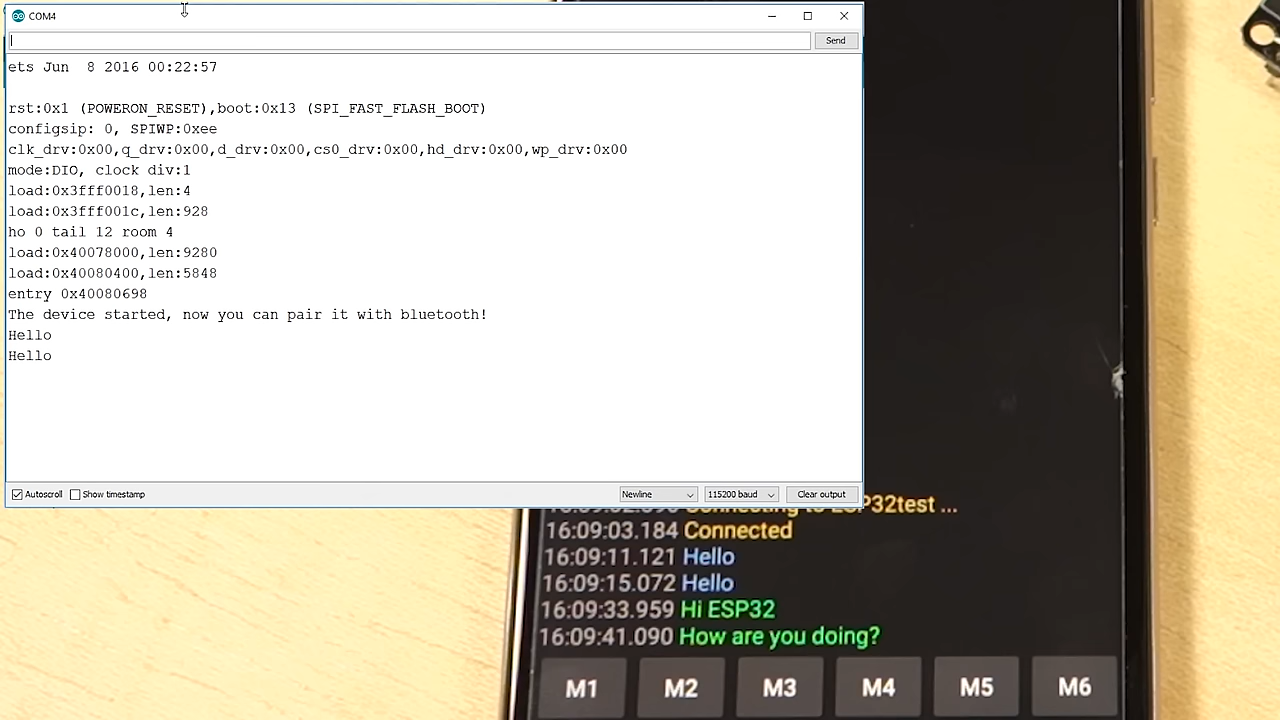 COM4
Send
ets Jun  8 2016 00:22:57
rst:0x1 (POWERON_RESET),boot:0x13 (SPI_FAST_FLASH_BOOT)
configsip: 0, SPIWP:0xee
clk_drv:0x00,q_drv:0x00,d_drv:0x00,cs0_drv:0x00,hd_drv:0x00,wp_drv:0x00
mode:DIO, clock div:1
load:0x3fff0018,len:4
load:0x3fff001c,len:928
ho 0 tail 12 room 4
load:0x40078000,len:9280
load:0x40080400,len:5848
entry 0x40080698
The device started, now you can pair it with bluetooth!
Hello
Hello
Autoscroll Show timestamp Newline 115200 baud Clear output
Connecting to ESP32test ...
16:09:03.184 Connected
16:09:11.121 Hello
16:09:15.072 Hello
16:09:33.959 Hi ESP32
16:09:41.090 How are you doing?
M1 M2 M3 M4 M5 M6